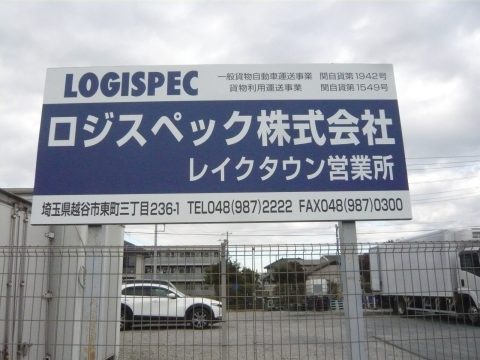 LOGISPEC
一般貨物自動車運送事業 関自貨第1942号
貨物利用運送事業 関自貨第1549号
ロジスペック株式会社
レイクタウン営業所
埼玉県越谷市東町三丁目236-1 TEL048(987)2222 FAX048(987)0300